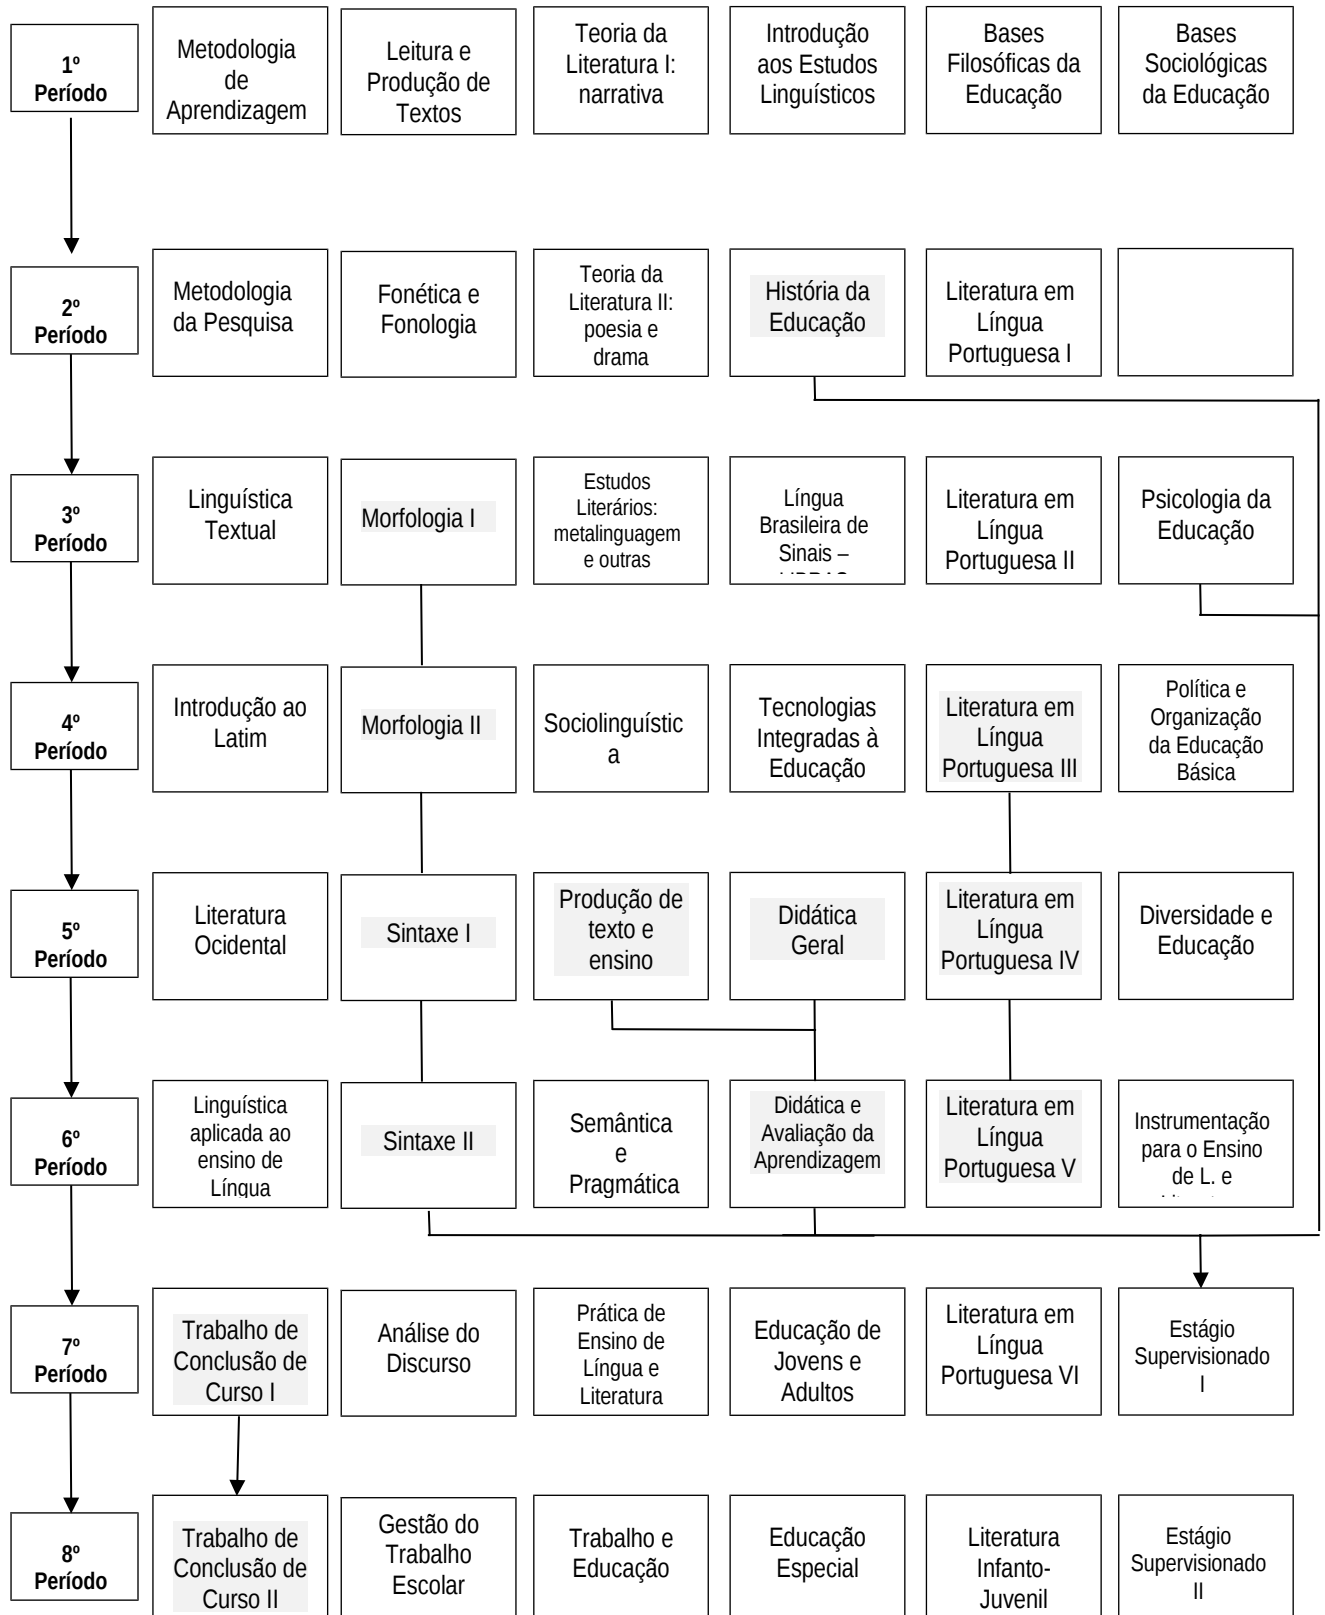 1º
Período
Metodologia
de
Aprendizagem
Leitura e
Produção de
Textos
Teoria da
Literatura I:
narrativa
Introdução
aos Estudos
Linguísticos
Bases
Filosóficas da
Educação
Bases
Sociológicas
da Educação
2º
Período
Metodologia
da Pesquisa
Fonética e
Fonologia
Teoria da
Literatura II:
poesia e
drama
História da
Educação
Literatura em
Língua
Portuguesa I
3º
Período
Linguística
Textual
Morfologia I
Estudos
Literários:
metalinguagem
e outras
Língua
Brasileira de
Sinais –
Literatura em
Língua
Portuguesa II
Psicologia da
Educação
4º
Período
Introdução ao
Latim
Morfologia II
Sociolinguístic
a
Tecnologias
Integradas à
Educação
Literatura em
Língua
Portuguesa III
Política e
Organização
da Educação
Básica
5º
Período
Literatura
Ocidental
Sintaxe I
Produção de
texto e
ensino
Didática
Geral
Literatura em
Língua
Portuguesa IV
Diversidade e
Educação
6º
Período
Linguística
aplicada ao
ensino de
Língua
Sintaxe II
Semântica
e
Pragmática
Didática e
Avaliação da
Aprendizagem
Literatura em
Língua
Portuguesa V
Instrumentação
para o Ensino
de L. e
7º
Período
Trabalho de
Conclusão de
Curso I
Análise do
Discurso
Prática de
Ensino de
Língua e
Literatura
Educação de
Jovens e
Adultos
Literatura em
Língua
Portuguesa VI
Estágio
Supervisionado
I
8º
Período
Trabalho de
Conclusão de
Curso II
Gestão do
Trabalho
Escolar
Trabalho e
Educação
Educação
Especial
Literatura
Infanto-
Juvenil
Estágio
Supervisionado
II